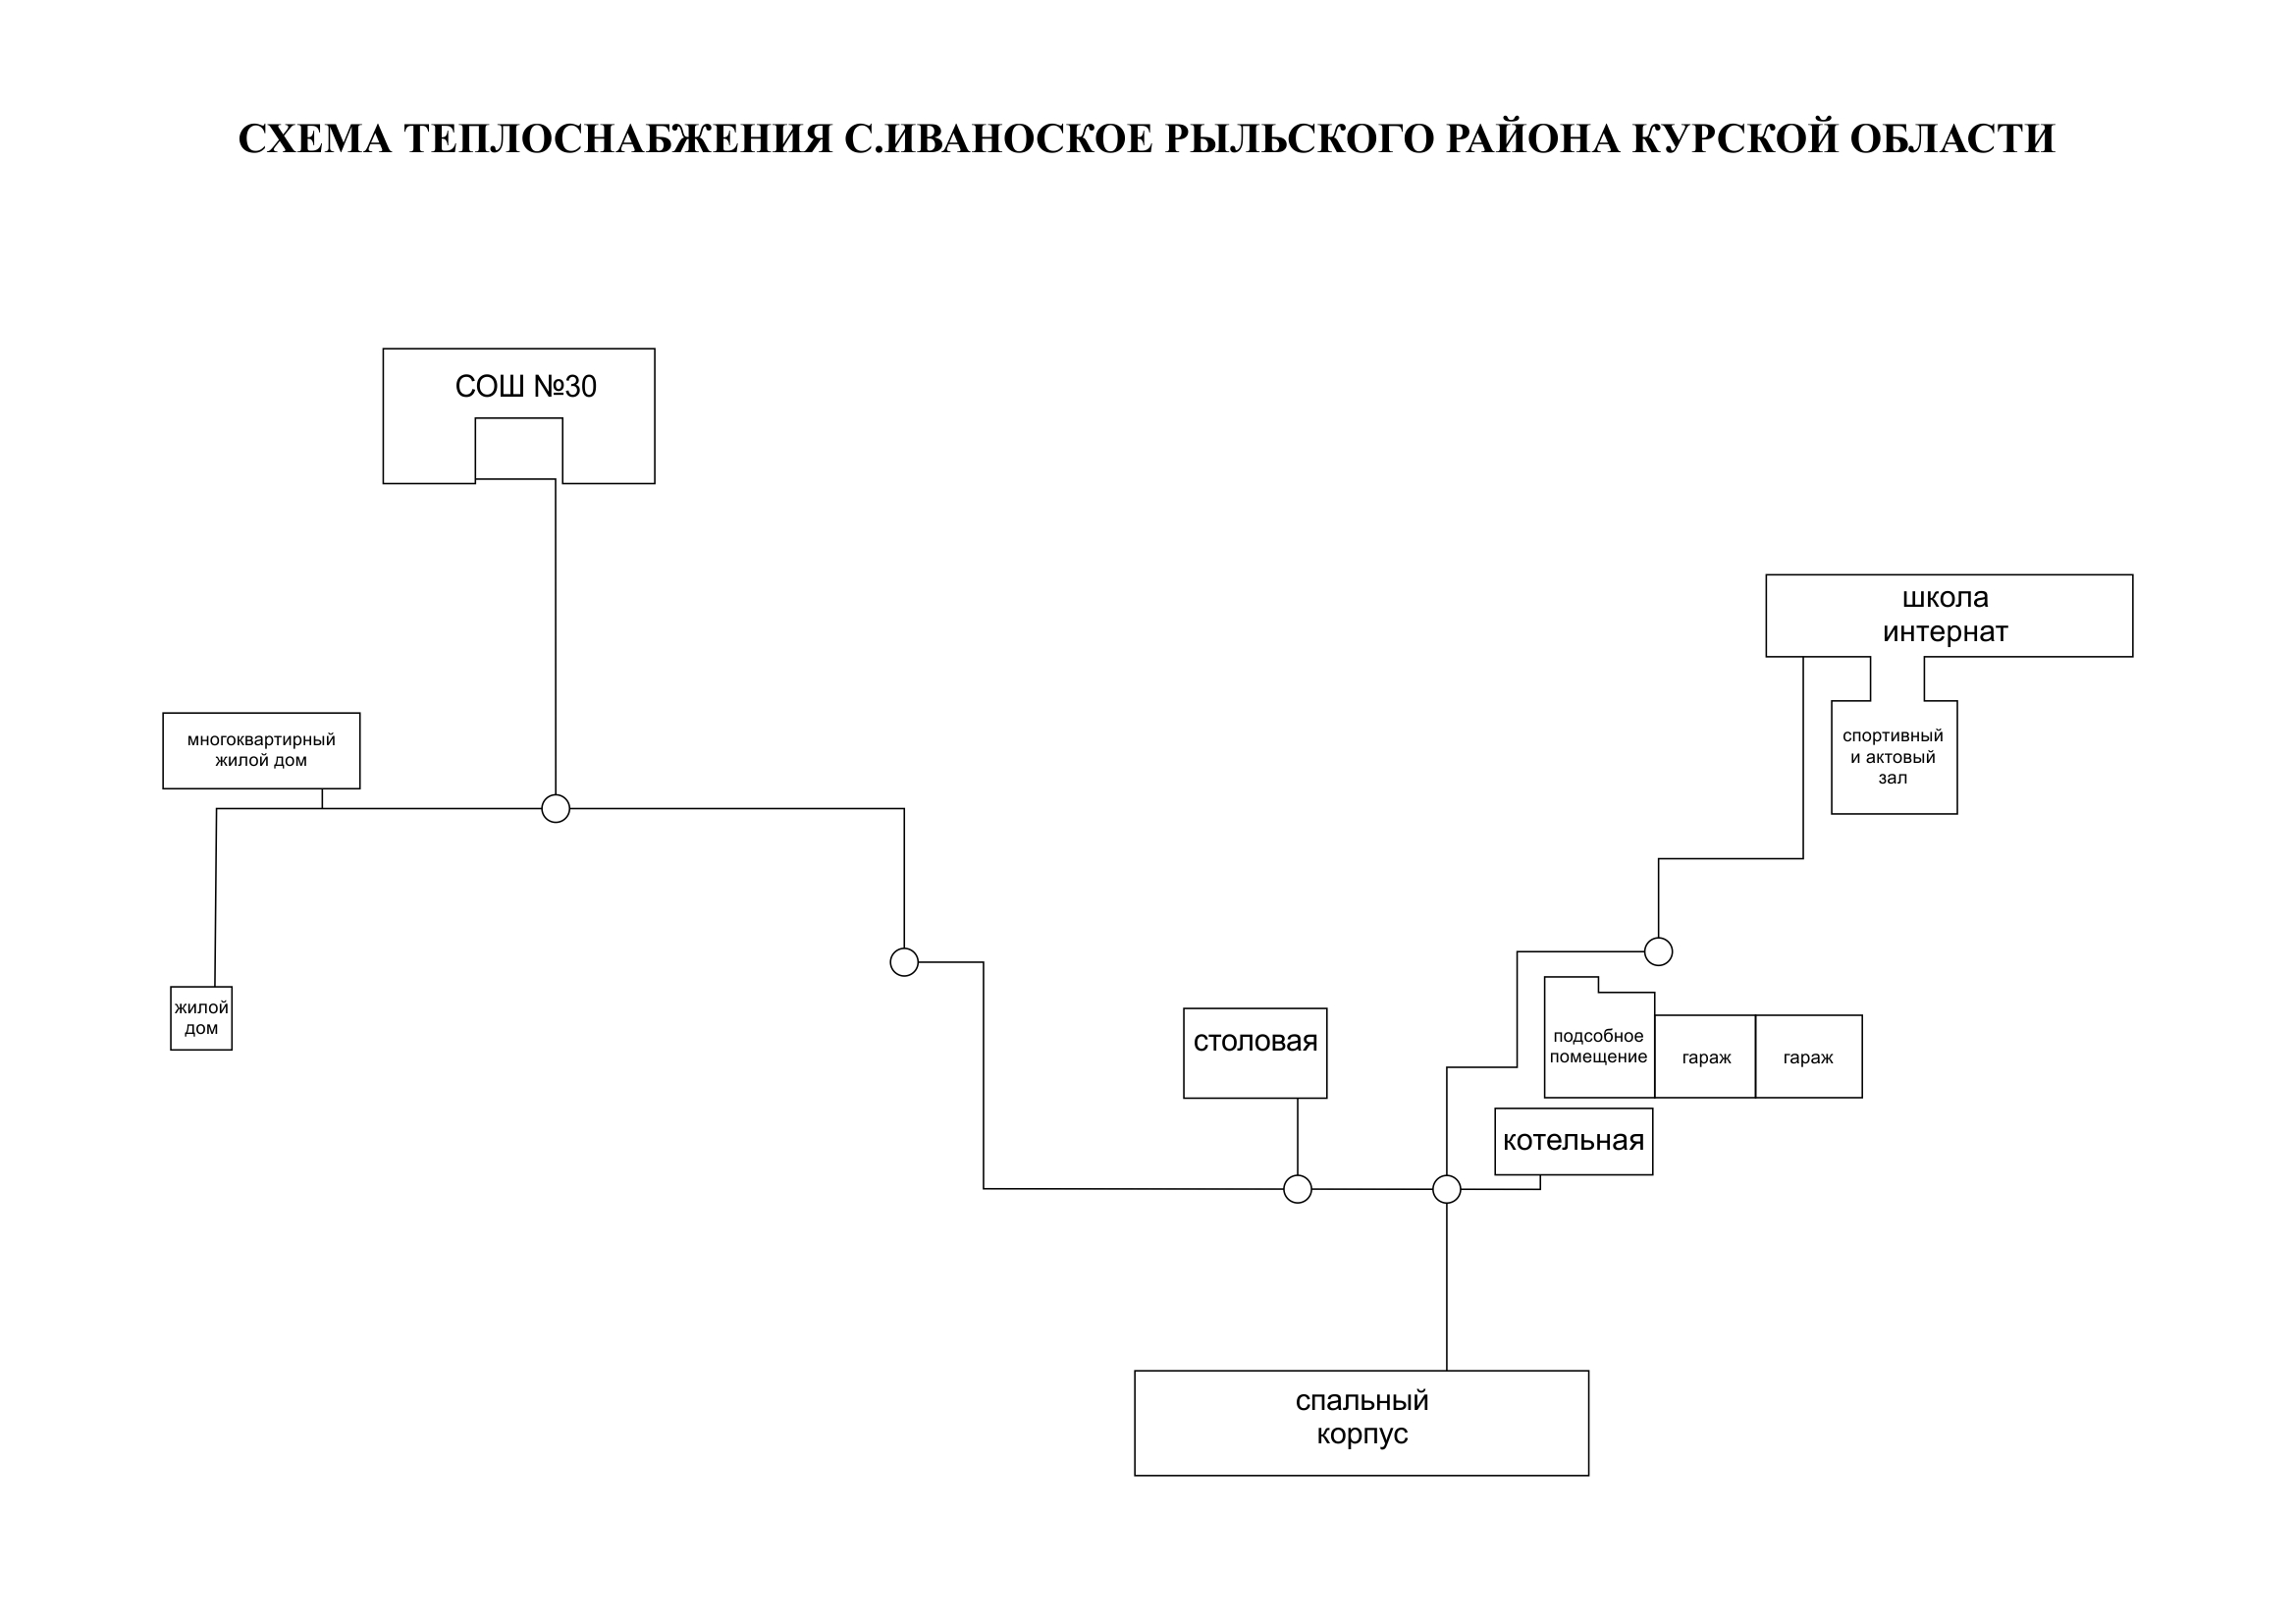 СХЕМА ТЕПЛОСНАБЖЕНИЯ С.ИВАНОСКОЕ РЫЛЬСКОГО РАЙОНА КУРСКОЙ ОБЛАСТИ
СОШ №30
школа
интернат
многоквартирный
жилой дом
спортивный
и актовый
зал
жилой
дом
столовая
подсобное
помещение
гараж
гараж
котельная
спальный
корпус